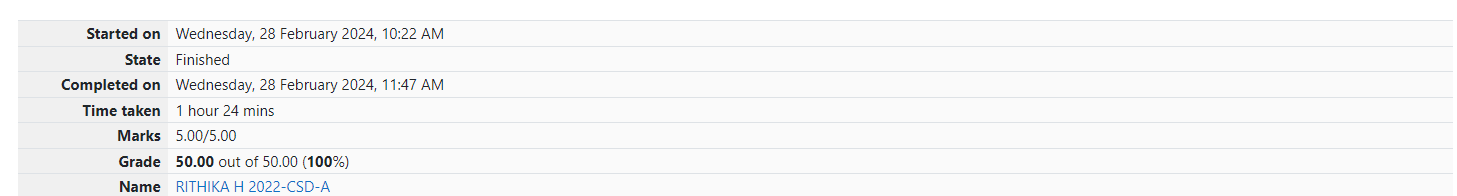 Started on Wednesday, 28 February 2024, 10:22 AM
State Finished
Completed on Wednesday, 28 February 2024, 11:47 AM
Time taken 1 hour 24 mins
Marks 5.00/5.00
Grade 50.00 out of 50.00 (100%)
Name RITHIKA H 2022-CSD-A